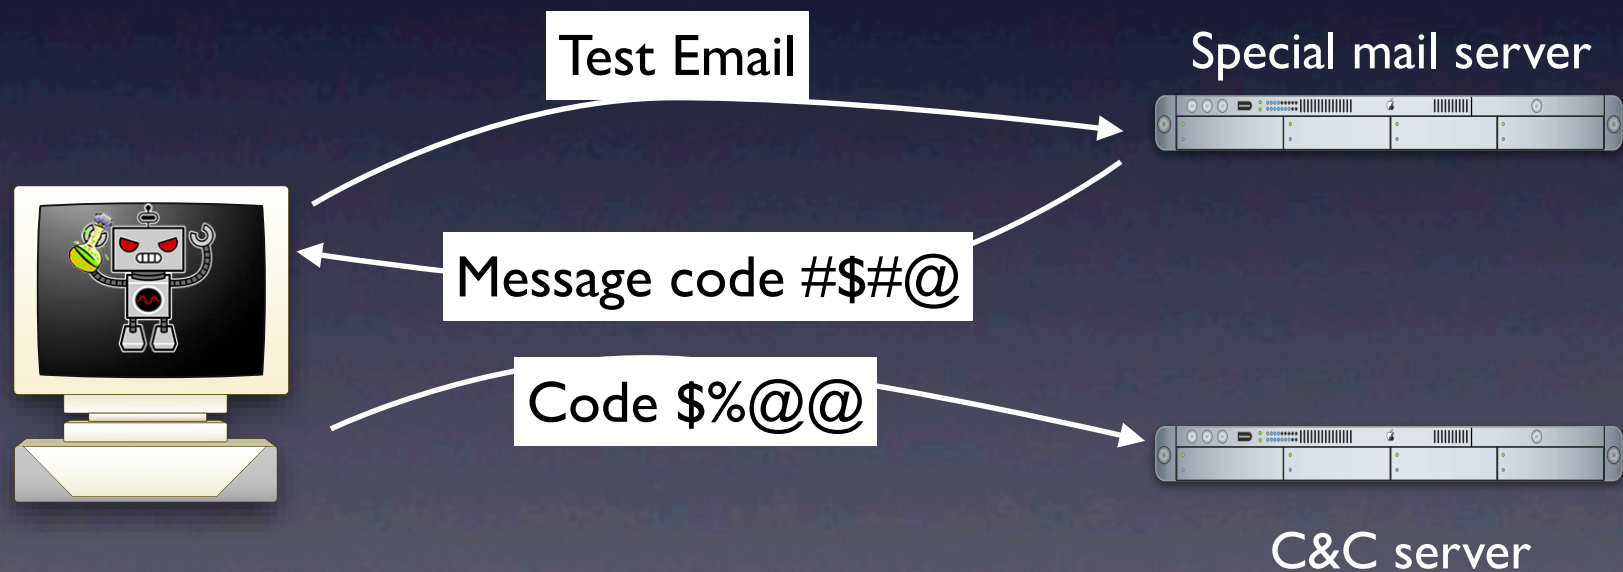 Test Email
Special mail server
Message code #$#@
Code $%@@
C&C server